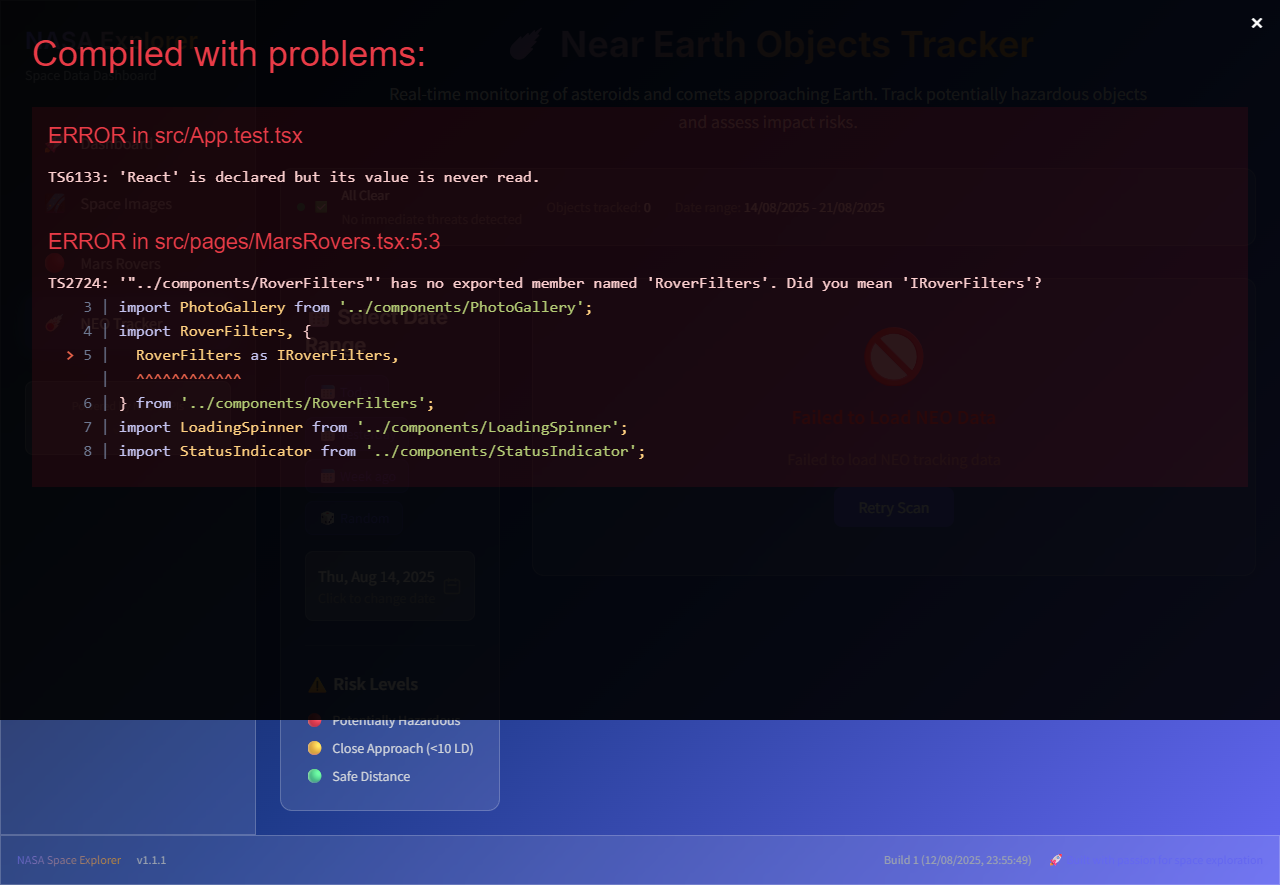 ×
NASA Explorer
Space Data Dashboard
Compiled with problems:
Near Earth Objects Tracker
Real-time monitoring of asteroids and comets approaching Earth. Track potentially hazardous objects
and assess impact risks.
ERROR in src/App.test.tsx
Dashboard
TS6133: 'React' is declared but its value is never read.
Space Images
All Clear
No immediate threats detected
Objects tracked: 0
Date range: 14/08/2025 - 21/08/2025
ERROR in src/pages/MarsRovers.tsx:5:3
Mars Rovers
TS2724: '"../components/RoverFilters"' has no exported member named 'RoverFilters'. Did you mean 'IRoverFilters'?
3 | import PhotoGallery from '../components/PhotoGallery';
4 | import RoverFilters, {
> 5 |   RoverFilters as IRoverFilters,
|   ^^^^^^^^^^^^
6 | } from '../components/RoverFilters';
7 | import LoadingSpinner from '../components/LoadingSpinner';
8 | import StatusIndicator from '../components/StatusIndicator';
NEO Tracker
Select Date
Range
Failed to load NEO tracking data
Retry Scan
Thu, Aug 14, 2025
Risk Levels
Potentially Hazardous
Close Approach (<10 LD)
Safe Distance
NASA Space Explorer v1.1.1
Build 1 (12/08/2025, 23:55:49)